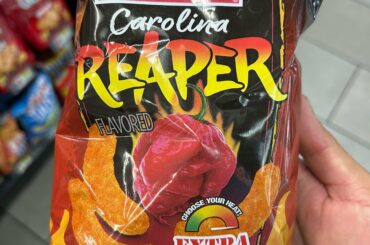 Carolina
REAPER
FLAVORED
CHOOSE YOUR HEAT!
EXTRA